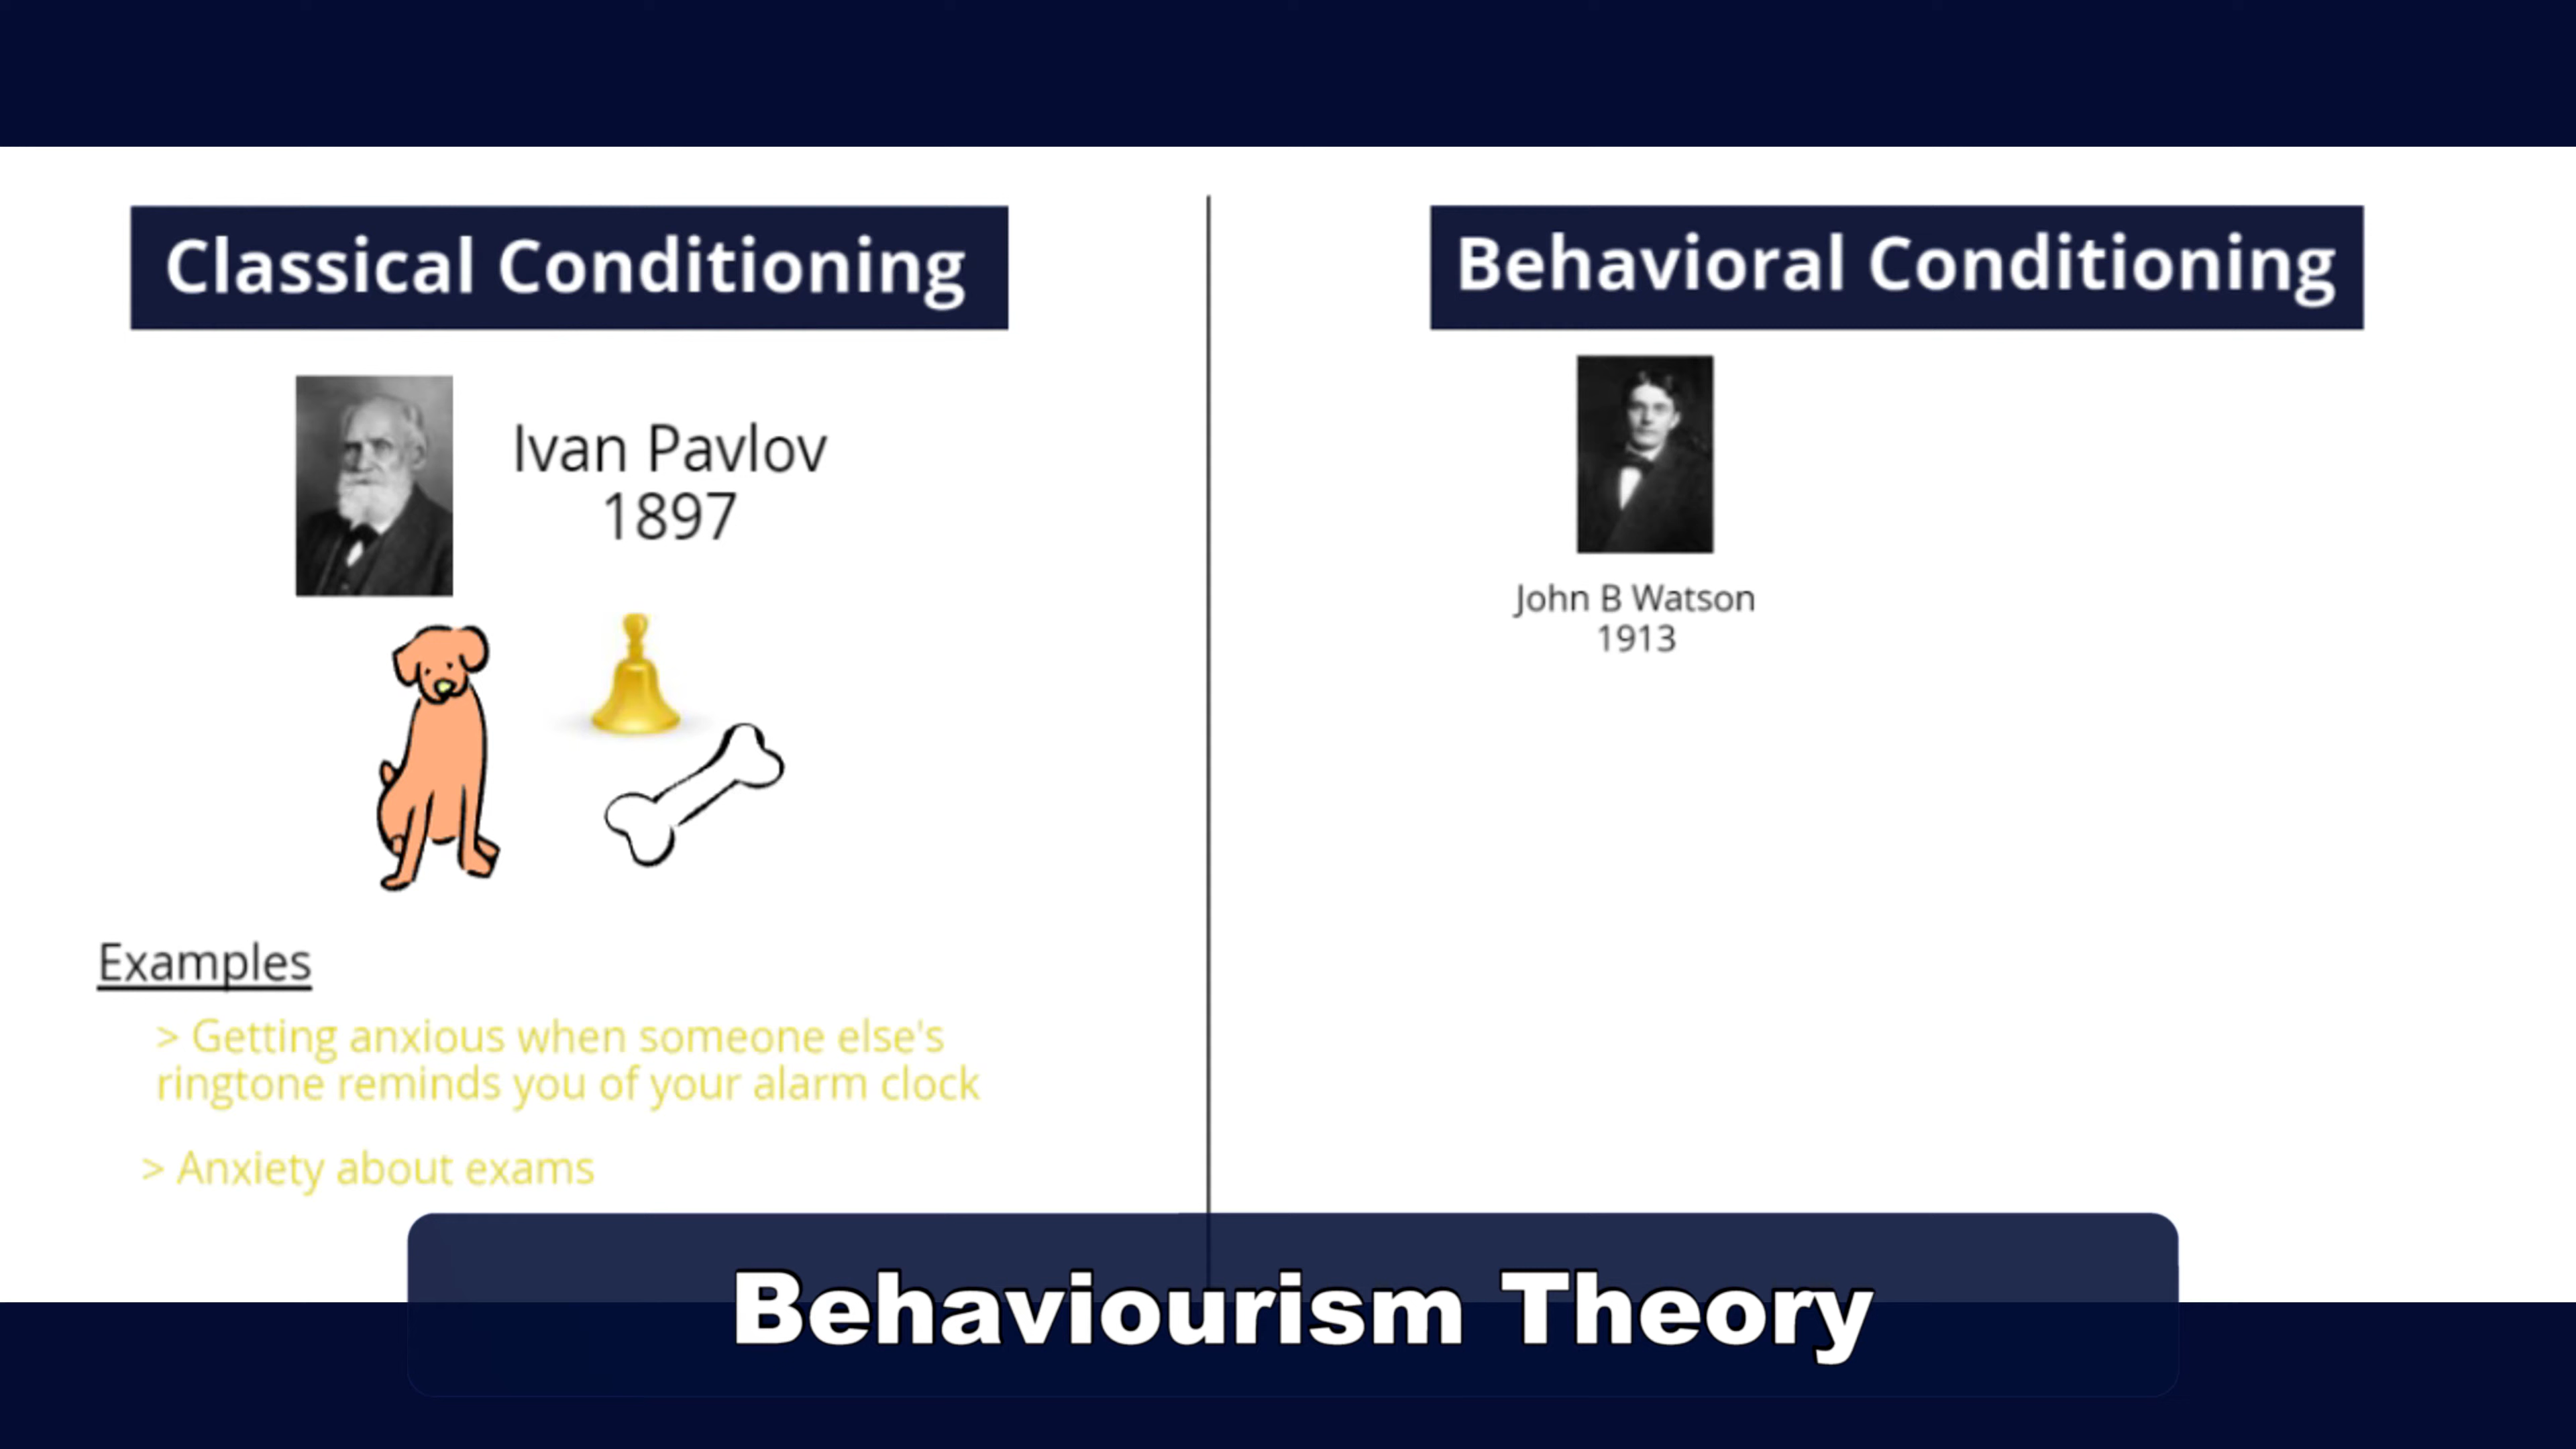 Classical Conditioning
Ivan Pavlov
1897
Examples
> Getting anxious when someone else's
ringtone reminds you of your alarm clock
> Anxiety about exams
Behavioral Conditioning
John B Watson
1913
Behaviourism Theory